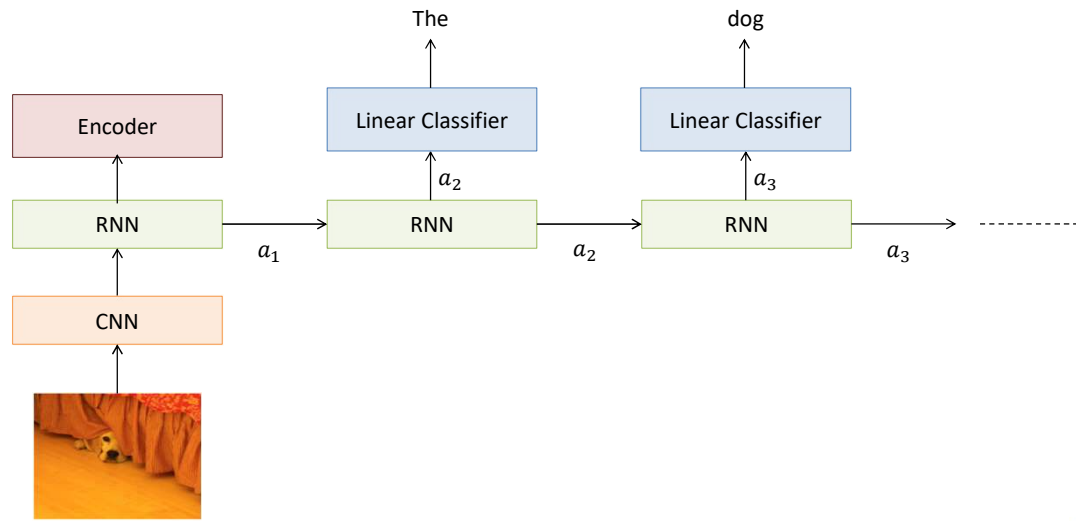 The
dog
Encoder
Linear Classifier
Linear Classifier
a₂
a₃
RNN
RNN
RNN
a₁
a₂
a₃
CNN